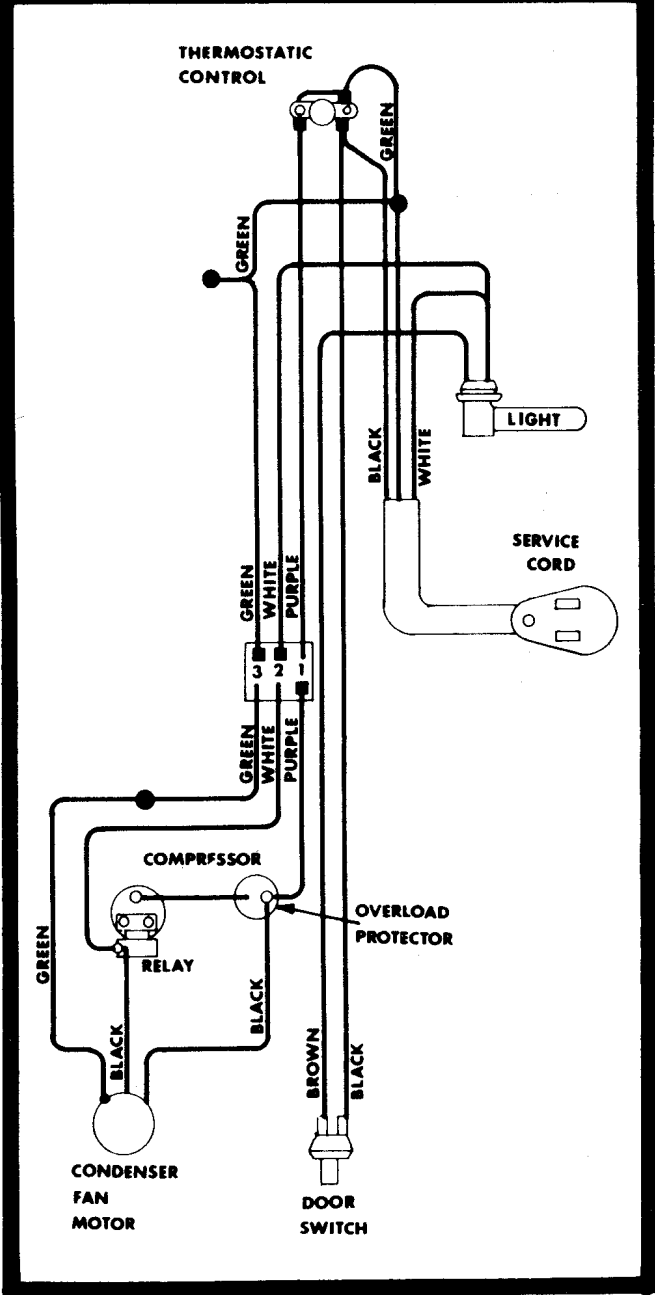 THERMOSTATIC
CONTROL
GREEN
GREEN
LIGHT
BLACK
WHITE
SERVICE
CORD
GREEN
WHITE
PURPLE
3 2 1
GREEN
WHITE
PURPLE
COMPRESSOR
OVERLOAD
PROTECTOR
RELAY
GREEN
BLACK
BLACK
BROWN
BLACK
CONDENSER
FAN
MOTOR
DOOR
SWITCH